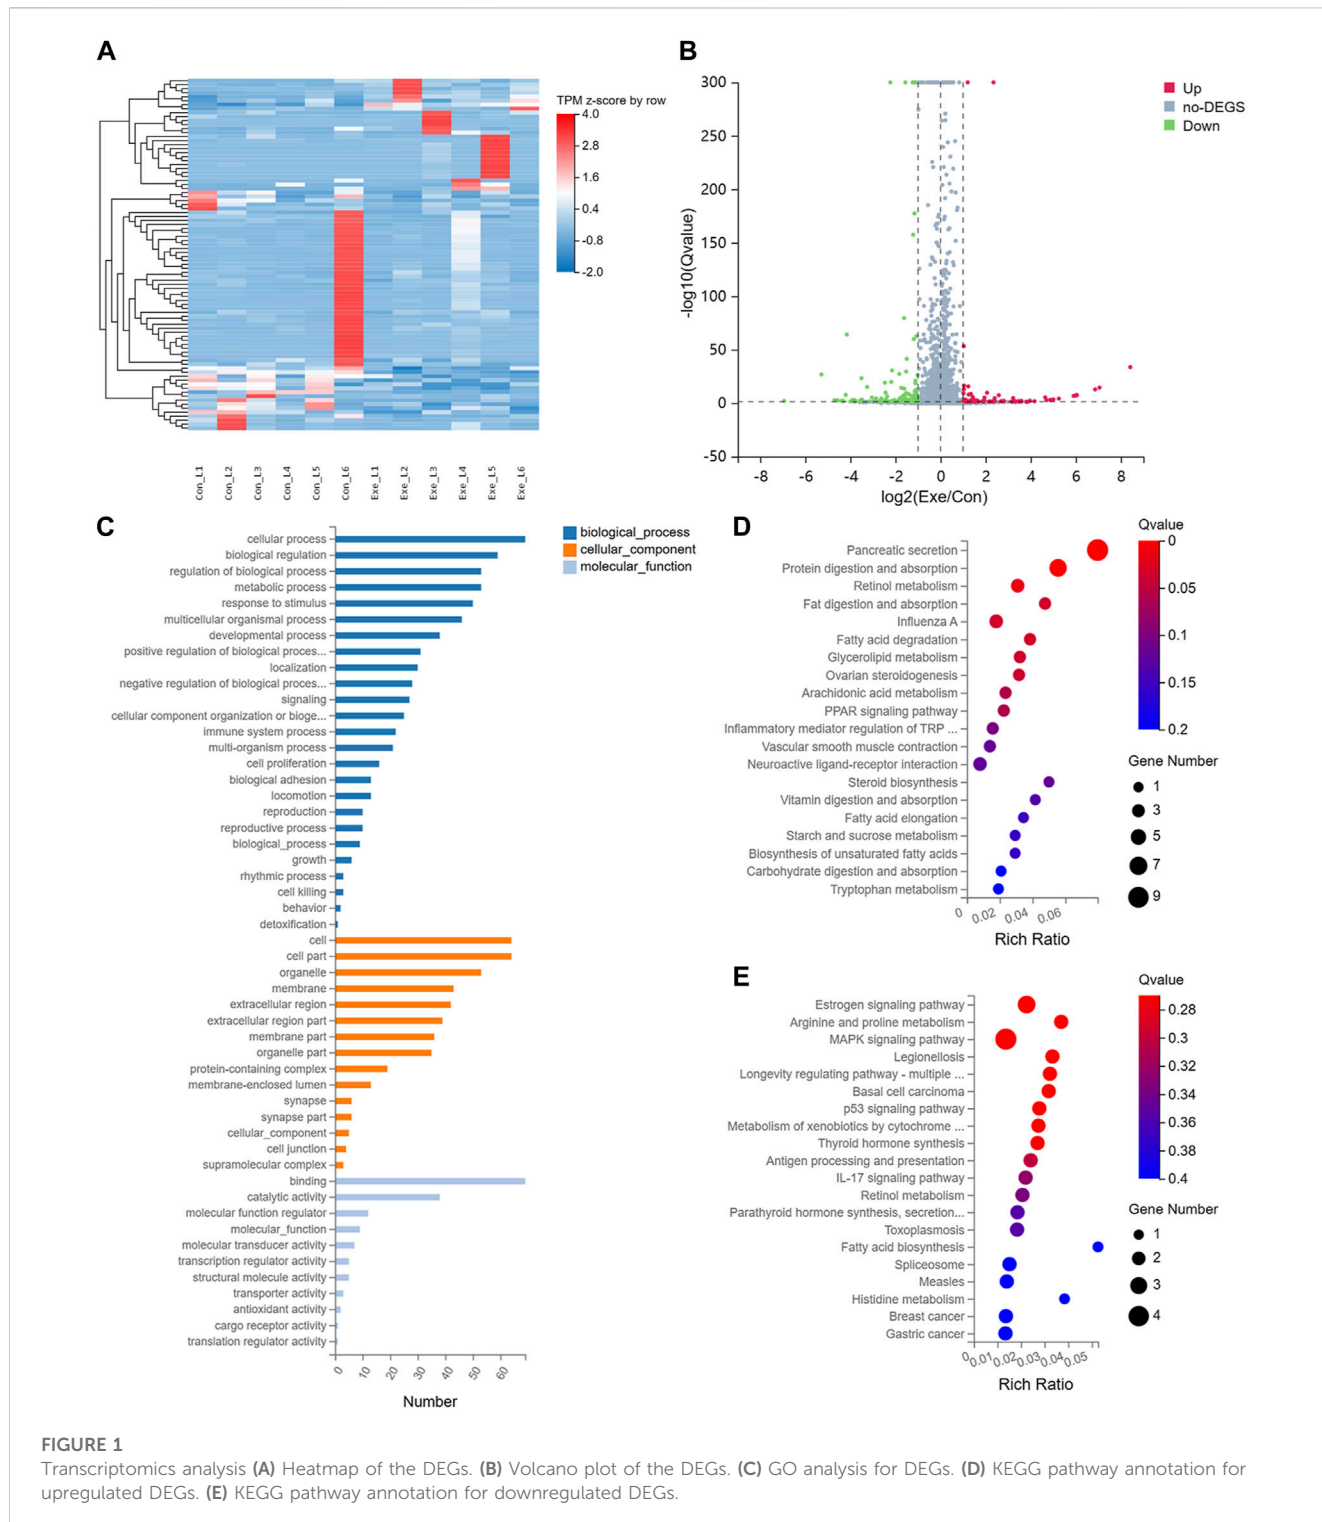 A
TPM z-score by row
4.0
2.8
1.6
0.4
-0.8
-2.0
Con_L1
Con_L2
Con_L3
Con_L4
Con_L5
Con_L6
Exe_L1
Exe_L2
Exe_L3
Exe_L4
Exe_L5
Exe_L6
B
300
250
200
150
100
50
0
-50
-log10(Qvalue)
-8
-6
-4
-2
0
2
4
6
8
log2(Exe/Con)
Up
no-DEGS
Down
C
cellular process
biological regulation
regulation of biological process
metabolic process
response to stimulus
multicellular organismal process
developmental process
positive regulation of biological proces...
localization
negative regulation of biological proces...
signaling
cellular component organization or bioge...
immune system process
multi-organism process
cell proliferation
biological adhesion
locomotion
reproduction
reproductive process
biological_process
growth
rhythmic process
cell killing
behavior
detoxification
cell
cell part
organelle
membrane
extracellular region
extracellular region part
membrane part
organelle part
protein-containing complex
membrane-enclosed lumen
synapse
synapse part
cellular_component
cell junction
supramolecular complex
binding
catalytic activity
molecular function regulator
molecular_function
molecular transducer activity
transcription regulator activity
structural molecule activity
transporter activity
antioxidant activity
cargo receptor activity
translation regulator activity
0
10
20
30
40
50
60
Number
biological_process
cellular_component
molecular_function
D
Pancreatic secretion
Protein digestion and absorption
Retinol metabolism
Fat digestion and absorption
Influenza A
Fatty acid degradation
Glycerolipid metabolism
Ovarian steroidogenesis
Arachidonic acid metabolism
PPAR signaling pathway
Inflammatory mediator regulation of TRP ...
Vascular smooth muscle contraction
Neuroactive ligand-receptor interaction
Steroid biosynthesis
Vitamin digestion and absorption
Fatty acid elongation
Starch and sucrose metabolism
Biosynthesis of unsaturated fatty acids
Carbohydrate digestion and absorption
Tryptophan metabolism
0
0.02
0.04
0.06
Rich Ratio
Qvalue
0
0.05
0.1
0.15
0.2
Gene Number
1
3
5
7
9
E
Estrogen signaling pathway
Arginine and proline metabolism
MAPK signaling pathway
Legionellosis
Longevity regulating pathway - multiple ...
Basal cell carcinoma
p53 signaling pathway
Metabolism of xenobiotics by cytochrome ...
Thyroid hormone synthesis
Antigen processing and presentation
IL-17 signaling pathway
Retinol metabolism
Parathyroid hormone synthesis, secretion...
Toxoplasmosis
Fatty acid biosynthesis
Spliceosome
Measles
Histidine metabolism
Breast cancer
Gastric cancer
0
0.01
0.02
0.03
0.04
0.05
Rich Ratio
Qvalue
0.28
0.3
0.32
0.34
0.36
0.38
0.4
Gene Number
1
2
3
4
FIGURE 1
Transcriptomics analysis (A) Heatmap of the DEGs. (B) Volcano plot of the DEGs. (C) GO analysis for DEGs. (D) KEGG pathway annotation for
upregulated DEGs. (E) KEGG pathway annotation for downregulated DEGs.